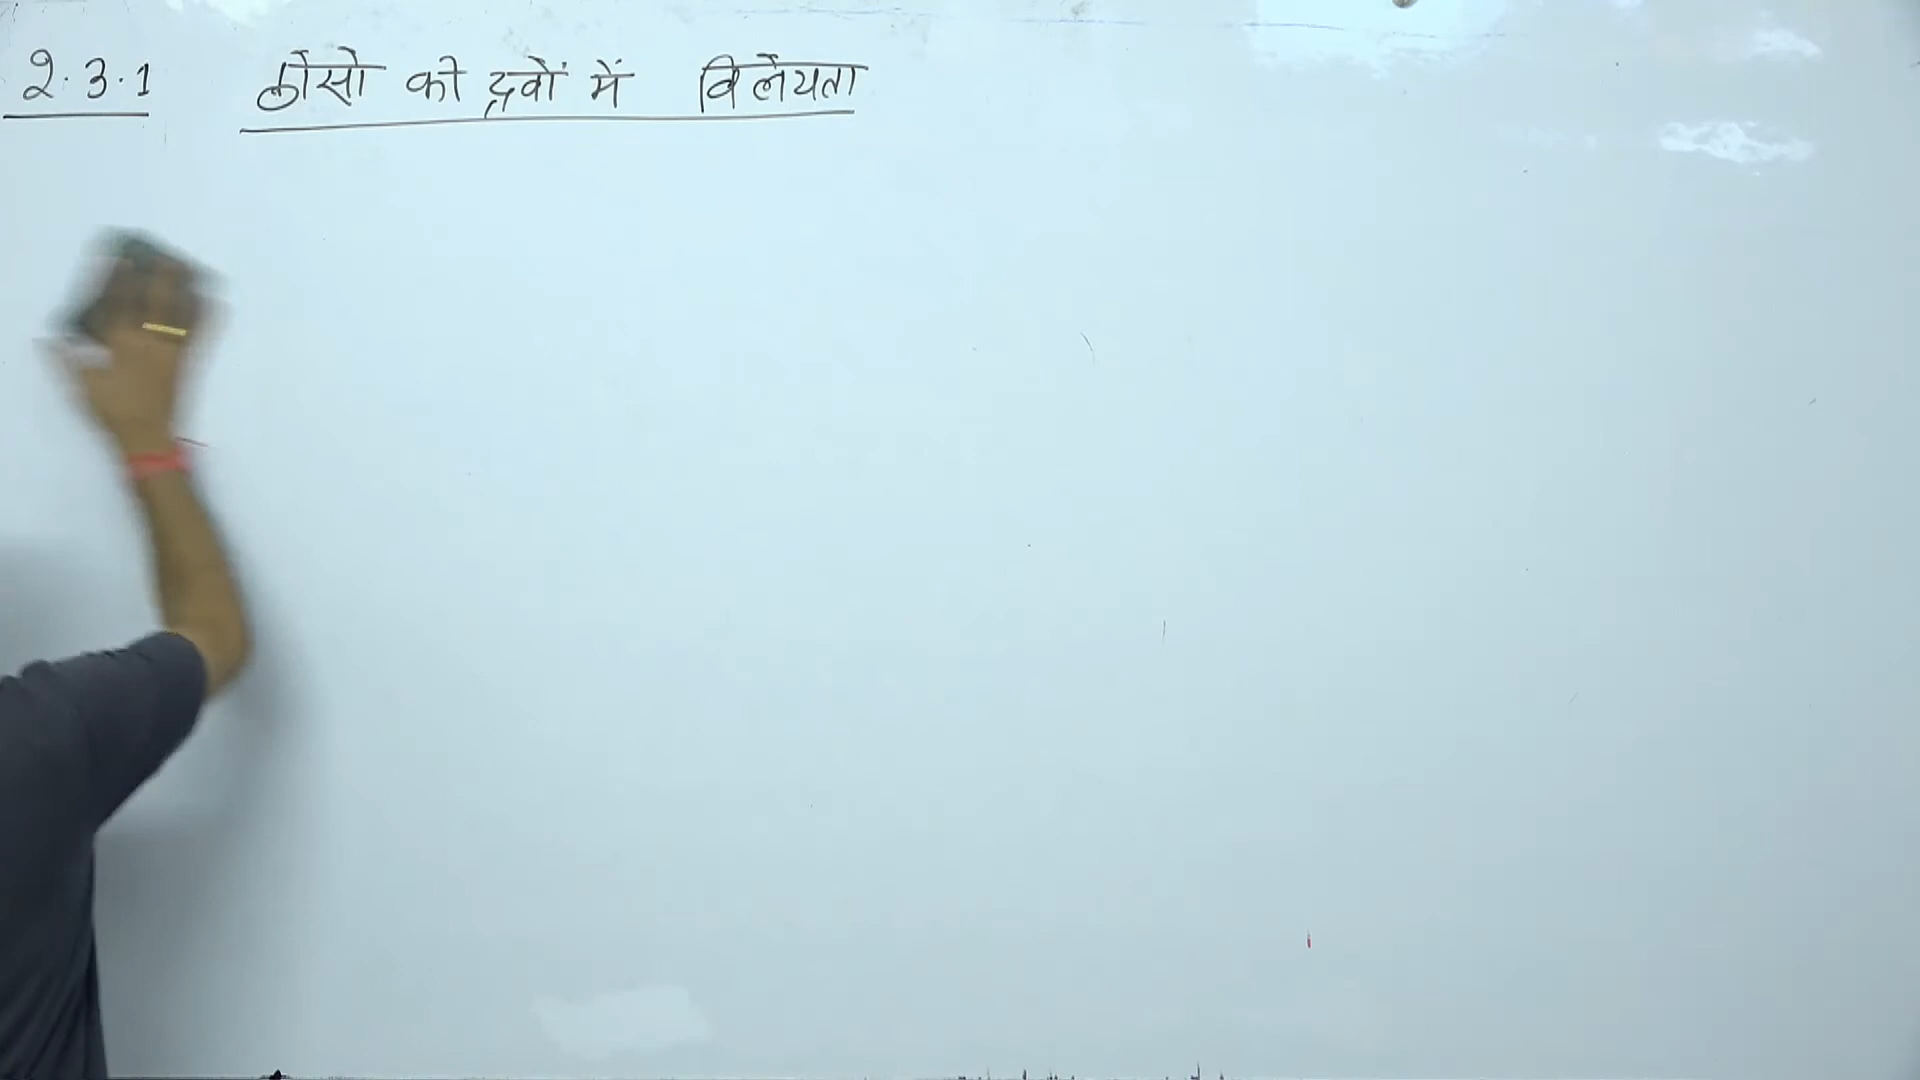 2.3.1 ठोसो की द्रवों में विलेयता